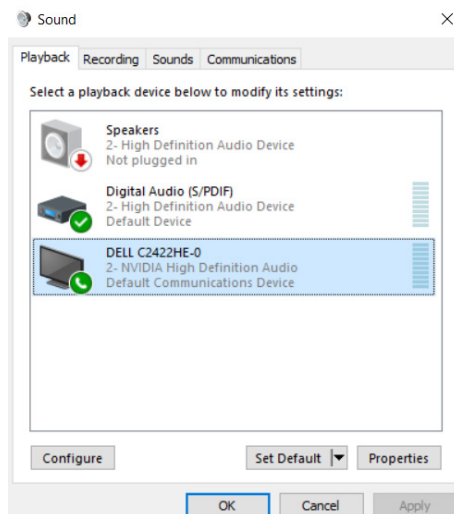 Sound
Playback Recording Sounds Communications
Select a playback device below to modify its settings:
Speakers
2- High Definition Audio Device
Not plugged in
Digital Audio (S/PDIF)
2- High Definition Audio Device
Default Device
DELL C2422HE-0
2- NVIDIA High Definition Audio
Default Communications Device
Configure Set Default Properties
OK Cancel Apply